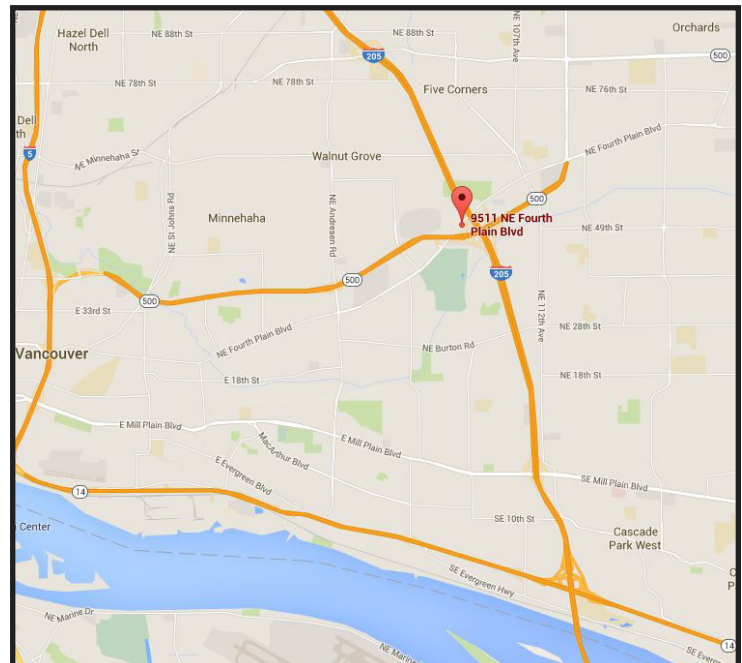 Hazel Dell
North
NE 88th St
NE 88th St
NE 107th Ave
Orchards
205
500
NE 78th St
Five Corners
NE 76th St
Dell
th
5
NE Minnehaha St
Walnut Grove
NE Fourth Plain Blvd
NE St Johns Rd
Minnehaha
NE Andresen Rd
500
9511 NE Fourth
Plain Blvd
NE 49th St
500
205
500
E 33rd St
NE 112th Ave
NE Fourth Plain Blvd
NE 28th St
Vancouver
NE Burton Rd
E 18th St
NE 18th St
E Mill Plain Blvd
MacArthur Blvd
E Mill Plain Blvd
E Evergreen Blvd
SE Mill Plain Blvd
14
SE 10th St
Center
Cascade
Park West
SE Evergreen Hwy
C
P
NE Marine Dr
NE Marine
SE Everg
14